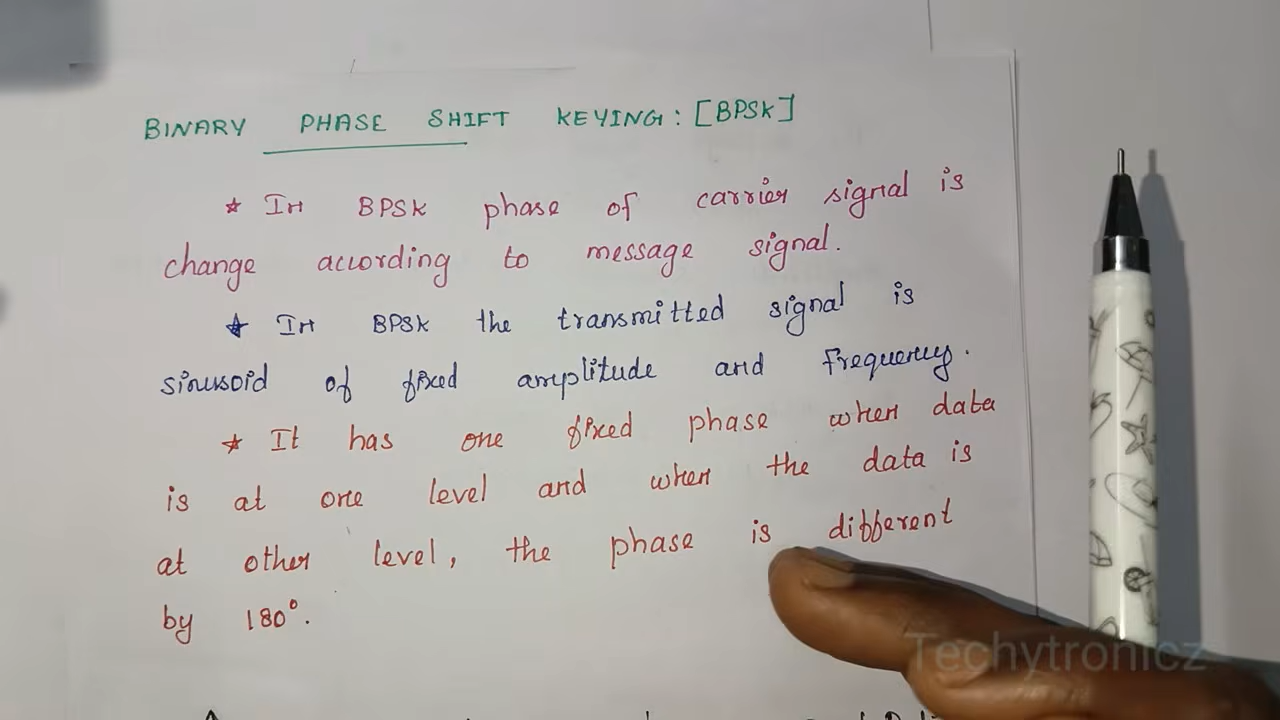 BINARY PHASE SHIFT KEYING: [BPSK]
★ In BPSK phase of carrier signal is
change according to message signal.
★ In BPSK the transmitted signal is
sinusoid of fixed amplitude and frequency.
★ It has one fixed phase when data
is at one level and when the data is
at other level, the phase is different
by 180°.
Techytronicz